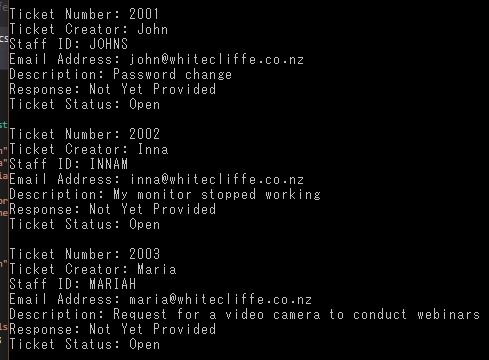 Ticket Number: 2001
Ticket Creator: John
Staff ID: JOHNS
Email Address: john@whitecliffe.co.nz
Description: Password change
Response: Not Yet Provided
Ticket Status: Open
Ticket Number: 2002
Ticket Creator: Inna
Staff ID: INNAM
Email Address: inna@whitecliffe.co.nz
Description: My monitor stopped working
Response: Not Yet Provided
Ticket Status: Open
Ticket Number: 2003
Ticket Creator: Maria
Staff ID: MARIAH
Email Address: maria@whitecliffe.co.nz
Description: Request for a video camera to conduct webinars
Response: Not Yet Provided
Ticket Status: Open